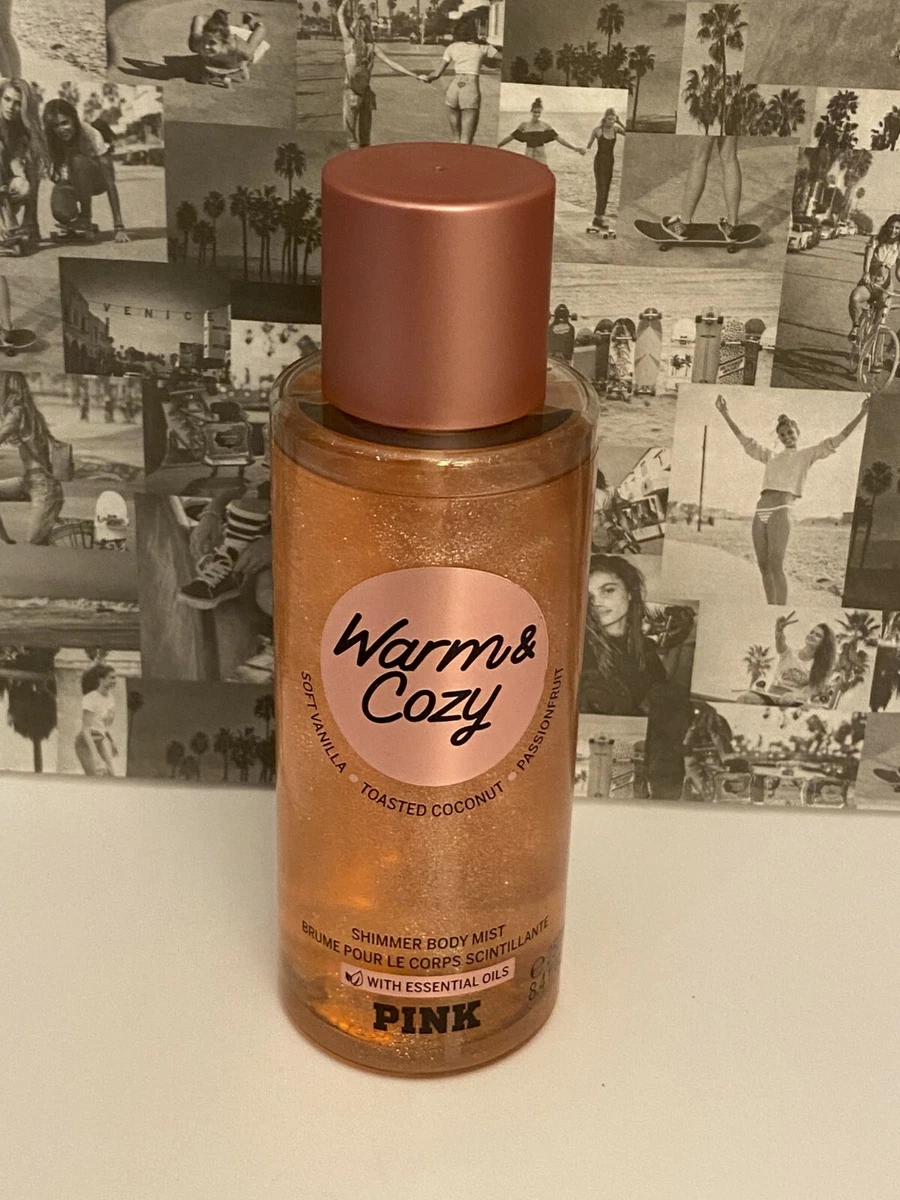 VENICE
Warm&
Cozy
SOFT VANILLA • TOASTED COCONUT • PASSIONFRUIT
SHIMMER BODY MIST
BRUME POUR LE CORPS SCINTILLANTE
WITH ESSENTIAL OILS
PINK